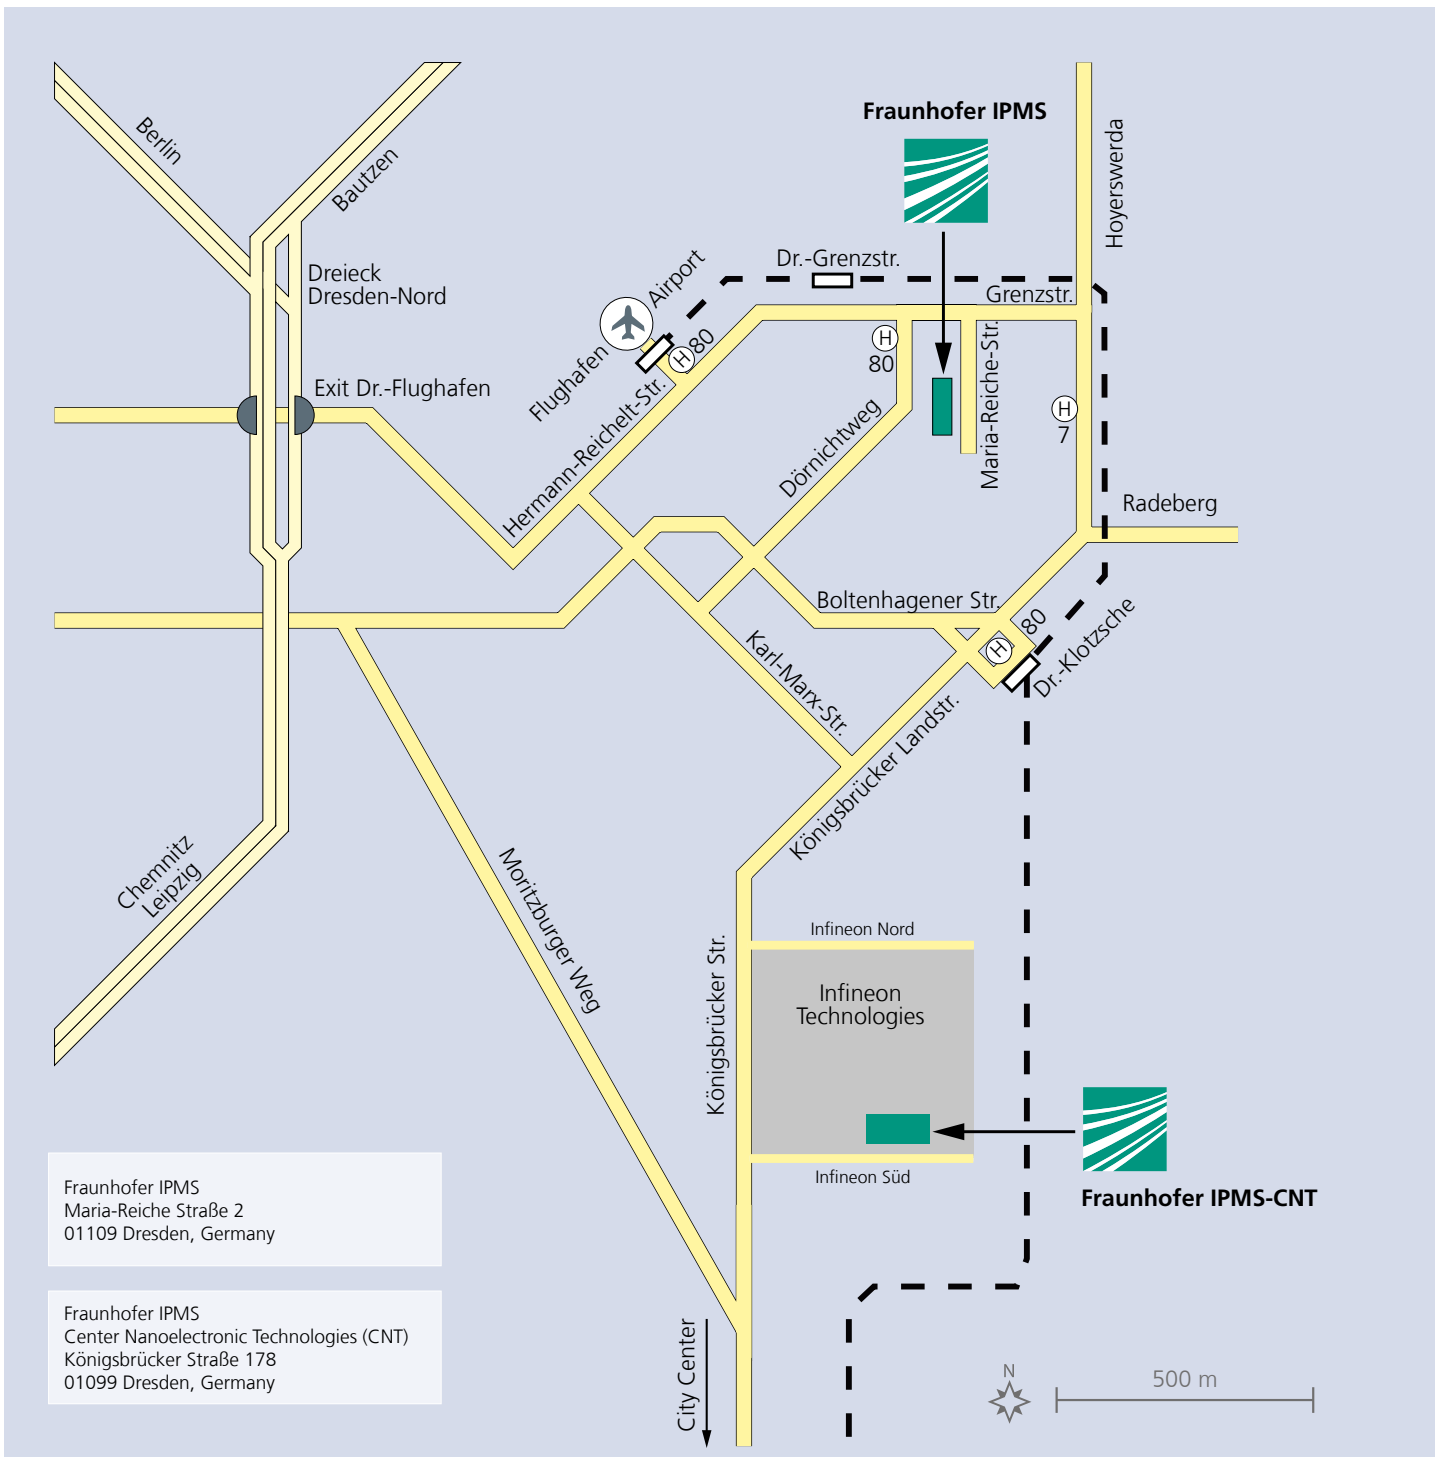 Fraunhofer IPMS
Berlin
Bautzen
Hoyerswerda
Dreieck
Dresden-Nord
Dr.-Grenzstr.
Airport
Flughafen
H
80
Grenzstr.
H
80
Maria-Reiche-Str.
Exit Dr.-Flughafen
Hermann-Reichelt-Str.
Dörnichtweg
H
7
Radeberg
Boltenhagener Str.
80
H
Dr.-Klotzsche
Karl-Marx-Str.
Königsbrücker Landstr.
Chemnitz
Leipzig
Moritzburger Weg
Königsbrücker Str.
Infineon Nord
Infineon
Technologies
Infineon Süd
Fraunhofer IPMS-CNT
Fraunhofer IPMS
Maria-Reiche Straße 2
01109 Dresden, Germany
Fraunhofer IPMS
Center Nanoelectronic Technologies (CNT)
Königsbrücker Straße 178
01099 Dresden, Germany
City Center
N
500 m